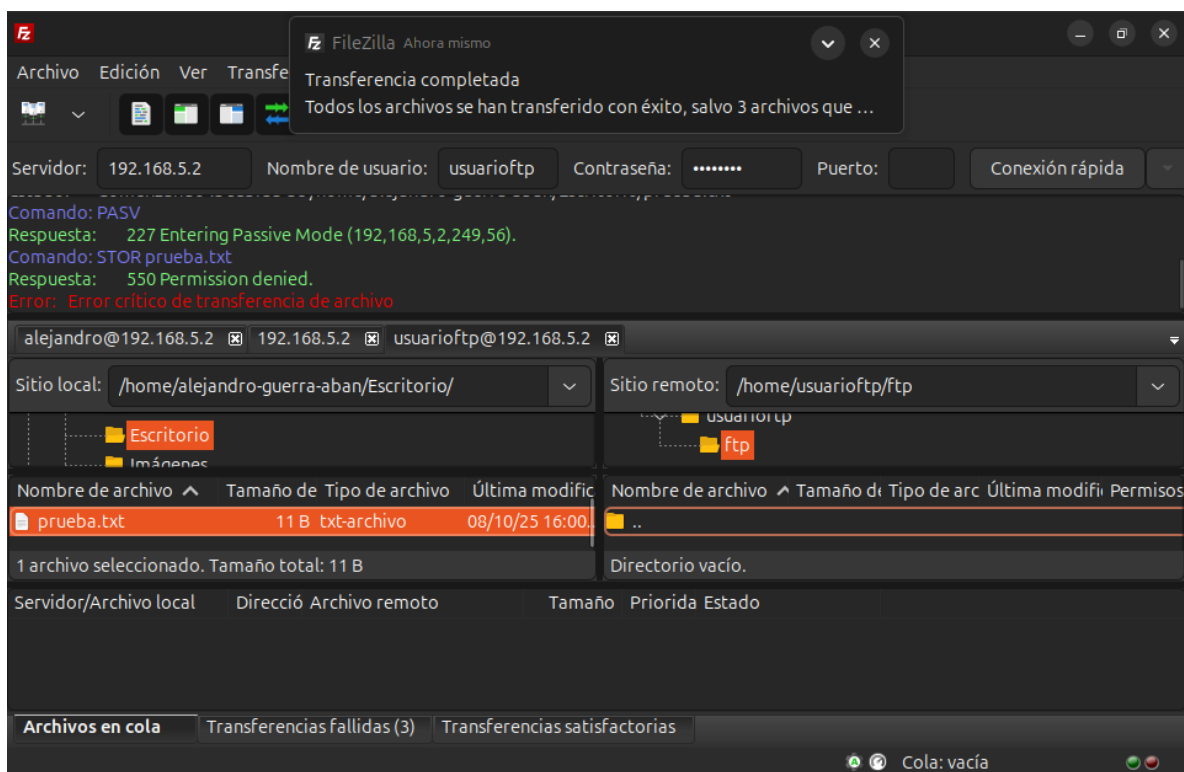 Fz
Fz FileZilla Ahora mismo
Transferencia completada
Todos los archivos se han transferido con éxito, salvo 3 archivos que ...
Archivo Edición Ver Transfe
Servidor: 192.168.5.2 Nombre de usuario: usuarioftp Contraseña: •••••••• Puerto: Conexión rápida
Comando: PASV
Respuesta: 227 Entering Passive Mode (192,168,5,2,249,56).
Comando: STOR prueba.txt
Respuesta: 550 Permission denied.
Error: Error crítico de transferencia de archivo
alejandro@192.168.5.2 192.168.5.2 usuarioftp@192.168.5.2
Sitio local: /home/alejandro-guerra-aban/Escritorio/ Sitio remoto: /home/usuarioftp/ftp
usuarioftp
Escritorio
ftp
Imágenes
Nombre de archivo Tamaño de Tipo de archivo Última modific Nombre de archivo Tamaño de Tipo de arc Última modifi Permisos
prueba.txt 11 B txt-archivo 08/10/25 16:00.. ..
1 archivo seleccionado. Tamaño total: 11 B Directorio vacío.
Servidor/Archivo local Direcció Archivo remoto Tamaño Priorida Estado
Archivos en cola Transferencias fallidas (3) Transferencias satisfactorias
Cola: vacía